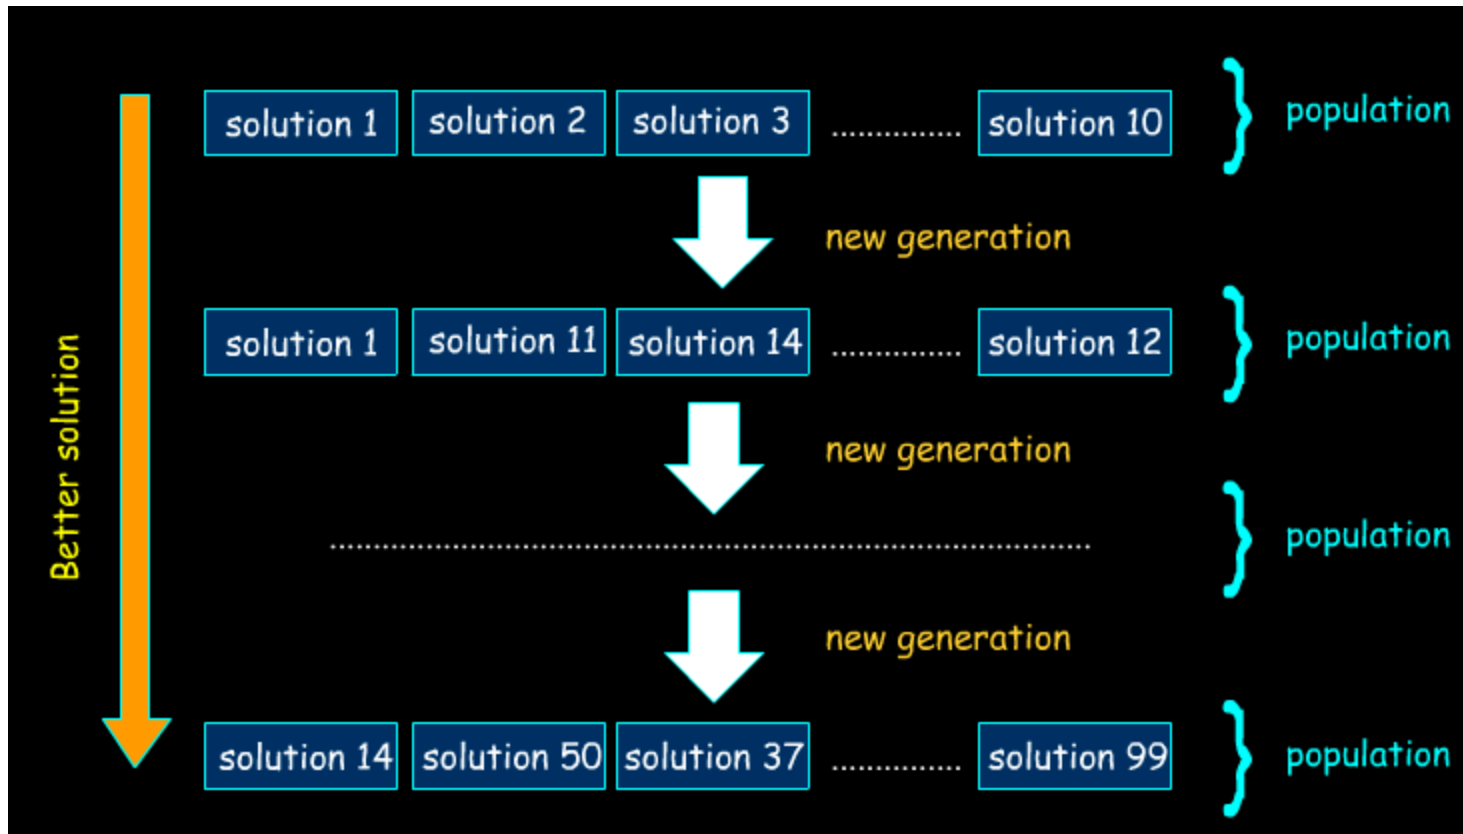 solution 1 solution 2 solution 3 .............. solution 10 population
new generation
solution 1 solution 11 solution 14 .............. solution 12 population
new generation
Better solution
population
new generation
solution 14 solution 50 solution 37 .............. solution 99 population